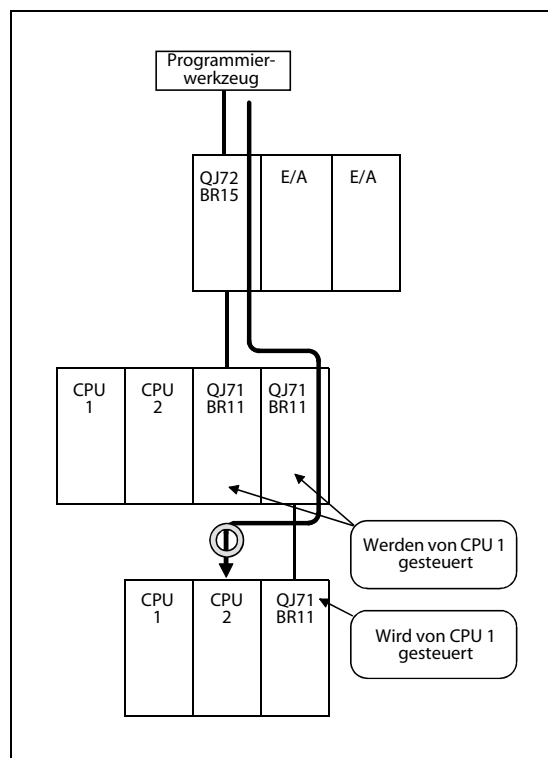 Programmier-
werkzeug
QJ72
BR15
E/A
E/A
CPU
1
CPU
2
QJ71
BR11
QJ71
BR11
Werden von CPU 1
gesteuert
CPU
1
CPU
2
QJ71
BR11
Wird von CPU 1
gesteuert